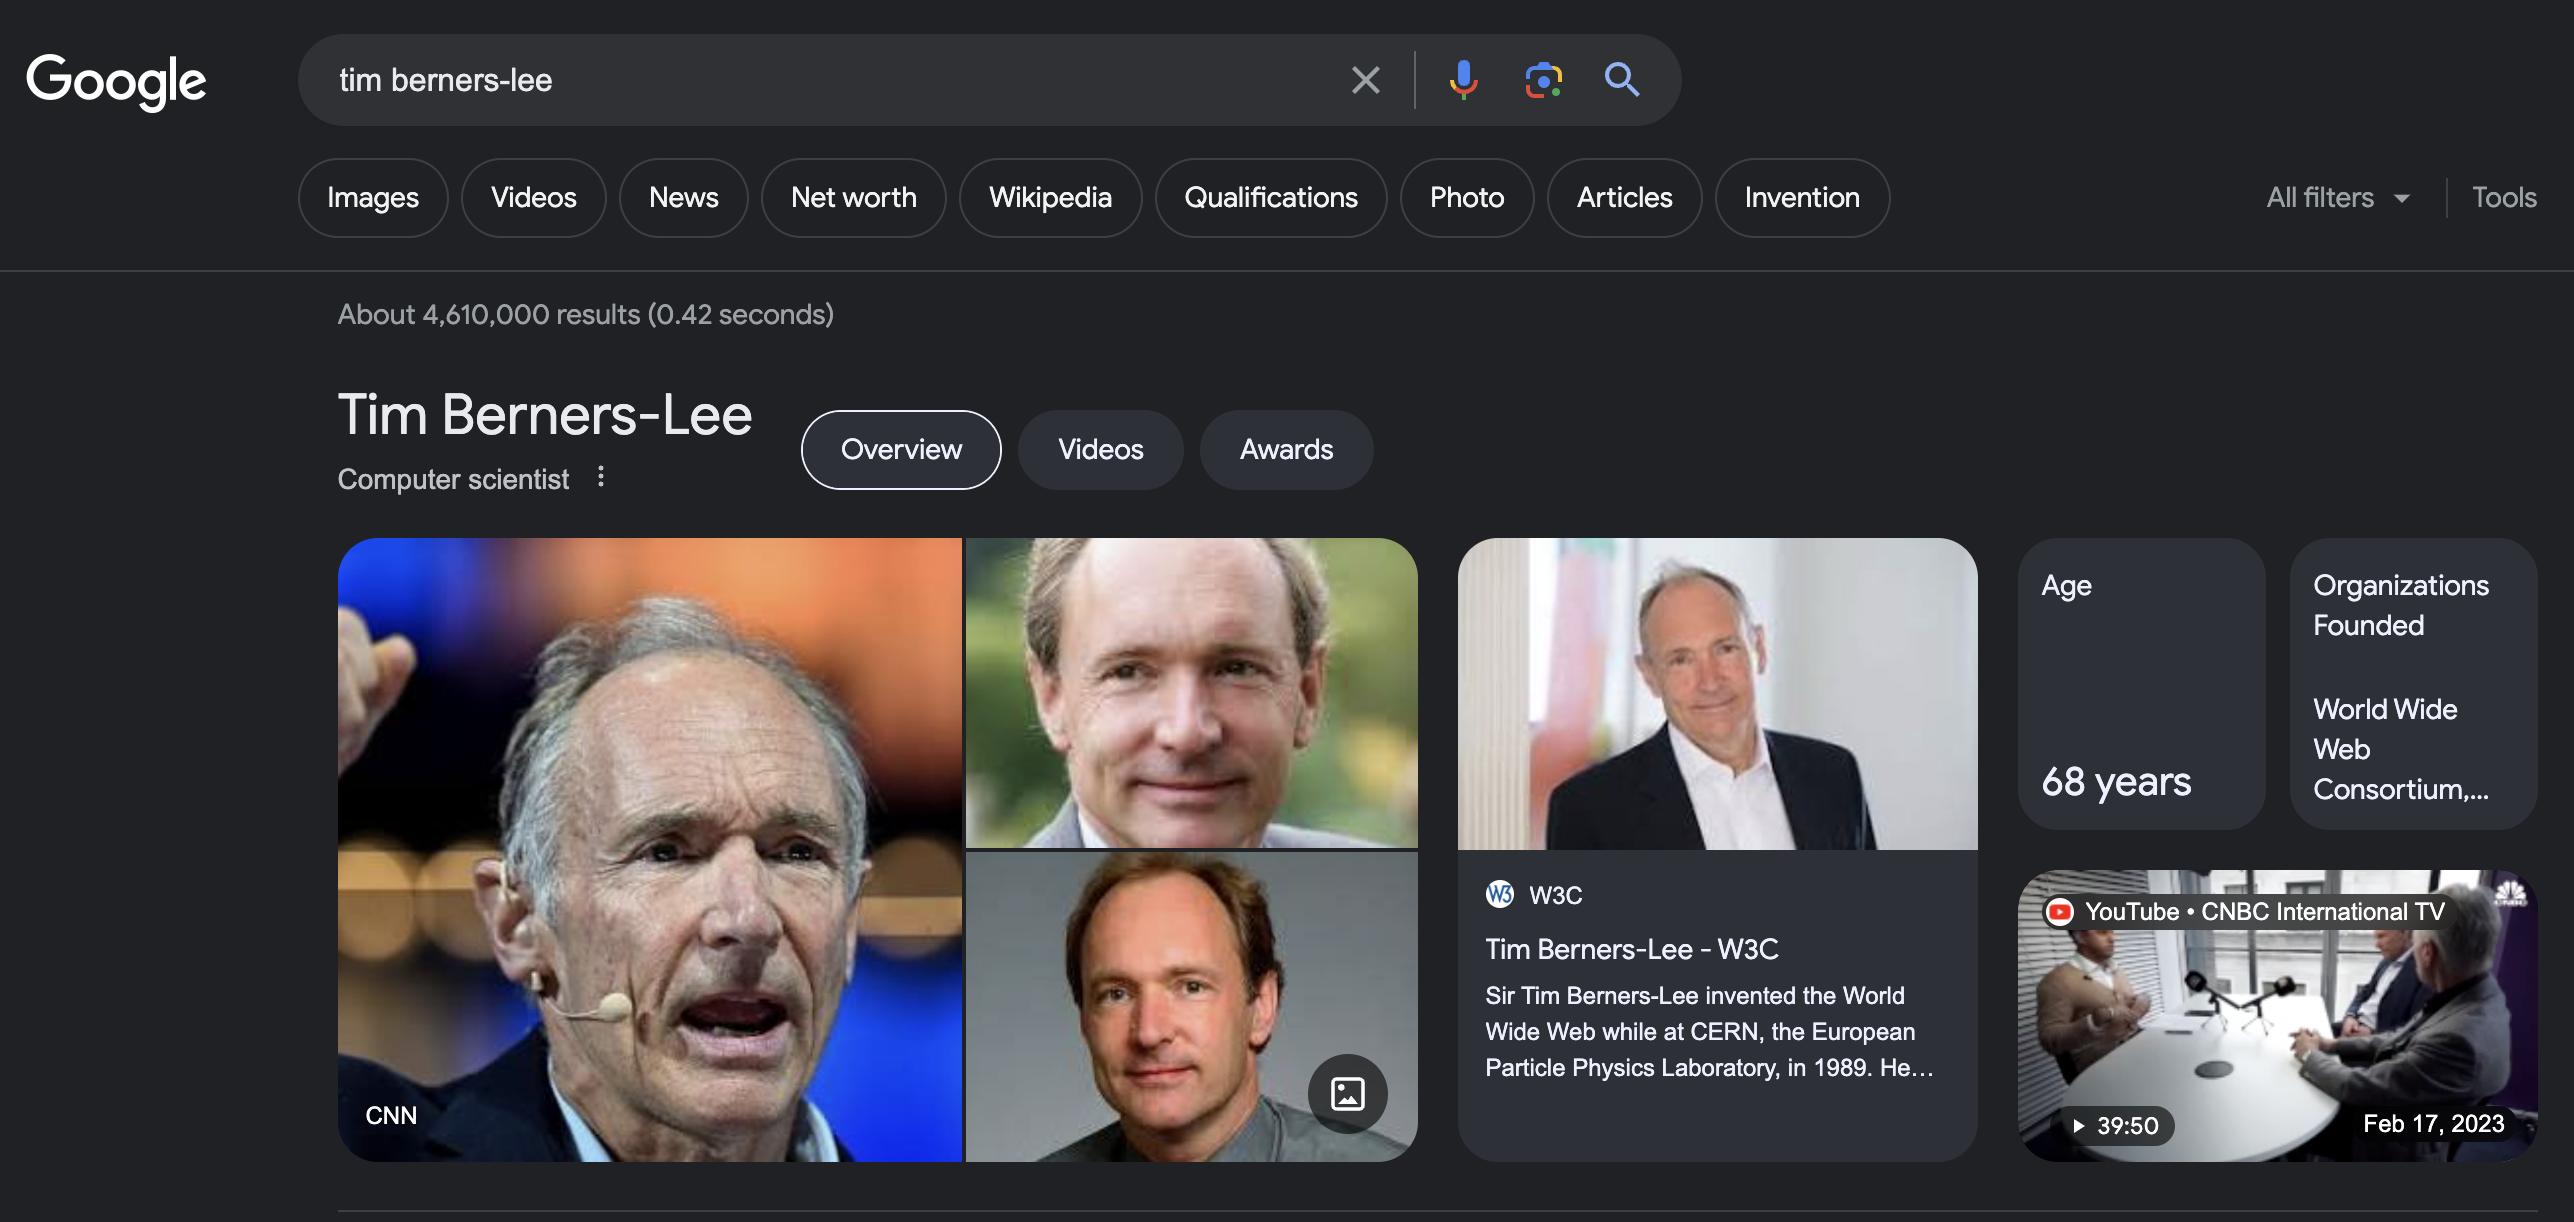 Google
tim berners-lee
Images
Videos
News
Net worth
Wikipedia
Qualifications
Photo
Articles
Invention
All filters
Tools
About 4,610,000 results (0.42 seconds)
Tim Berners-Lee
Computer scientist
Overview
Videos
Awards
CNN
W3
W3C
Tim Berners-Lee - W3C
Sir Tim Berners-Lee invented the World
Wide Web while at CERN, the European
Particle Physics Laboratory, in 1989. He...
Age
68 years
Organizations
Founded
World Wide
Web
Consortium,...
CNBC
YouTube • CNBC International TV
39:50
Feb 17, 2023